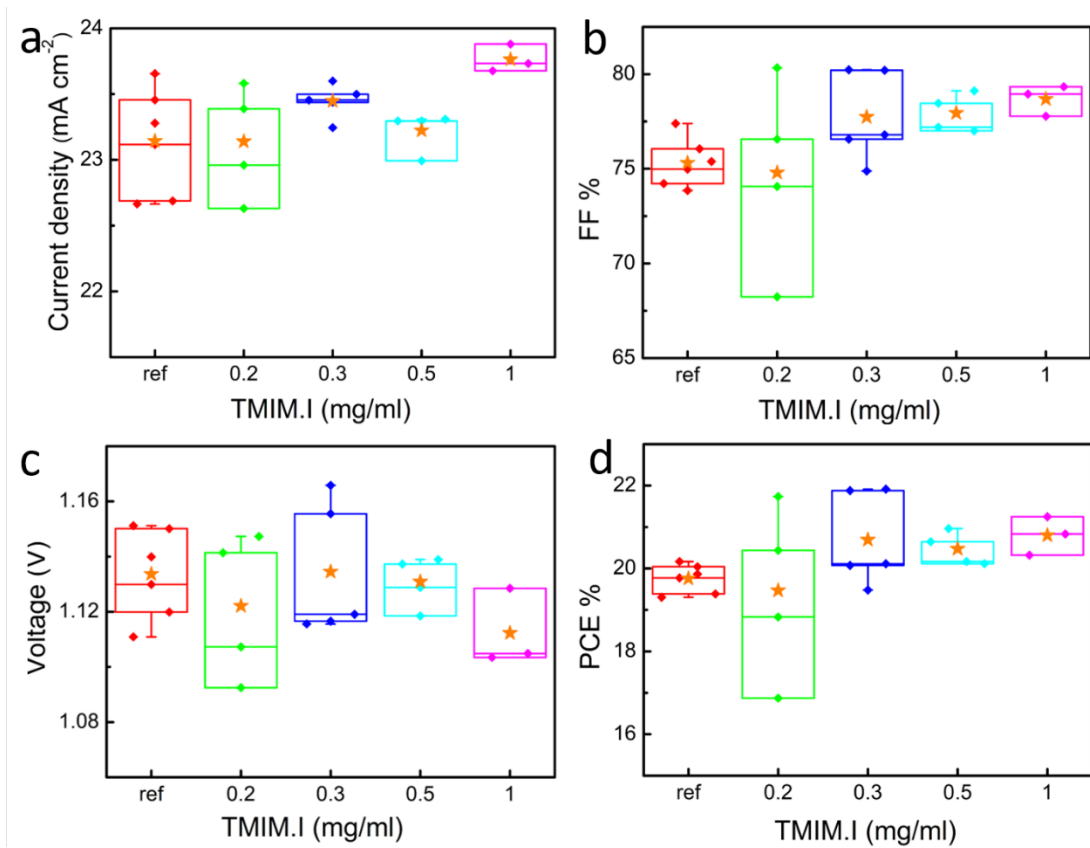 a
Current density (mA cm-2)
24
23
22
ref 0.2 0.3 0.5 1
TMIM.I (mg/ml)
b
FF %
80
75
70
65
ref 0.2 0.3 0.5 1
TMIM.I (mg/ml)
c
Voltage (V)
1.16
1.12
1.08
ref 0.2 0.3 0.5 1
TMIM.I (mg/ml)
d
PCE %
22
20
18
16
ref 0.2 0.3 0.5 1
TMIM.I (mg/ml)